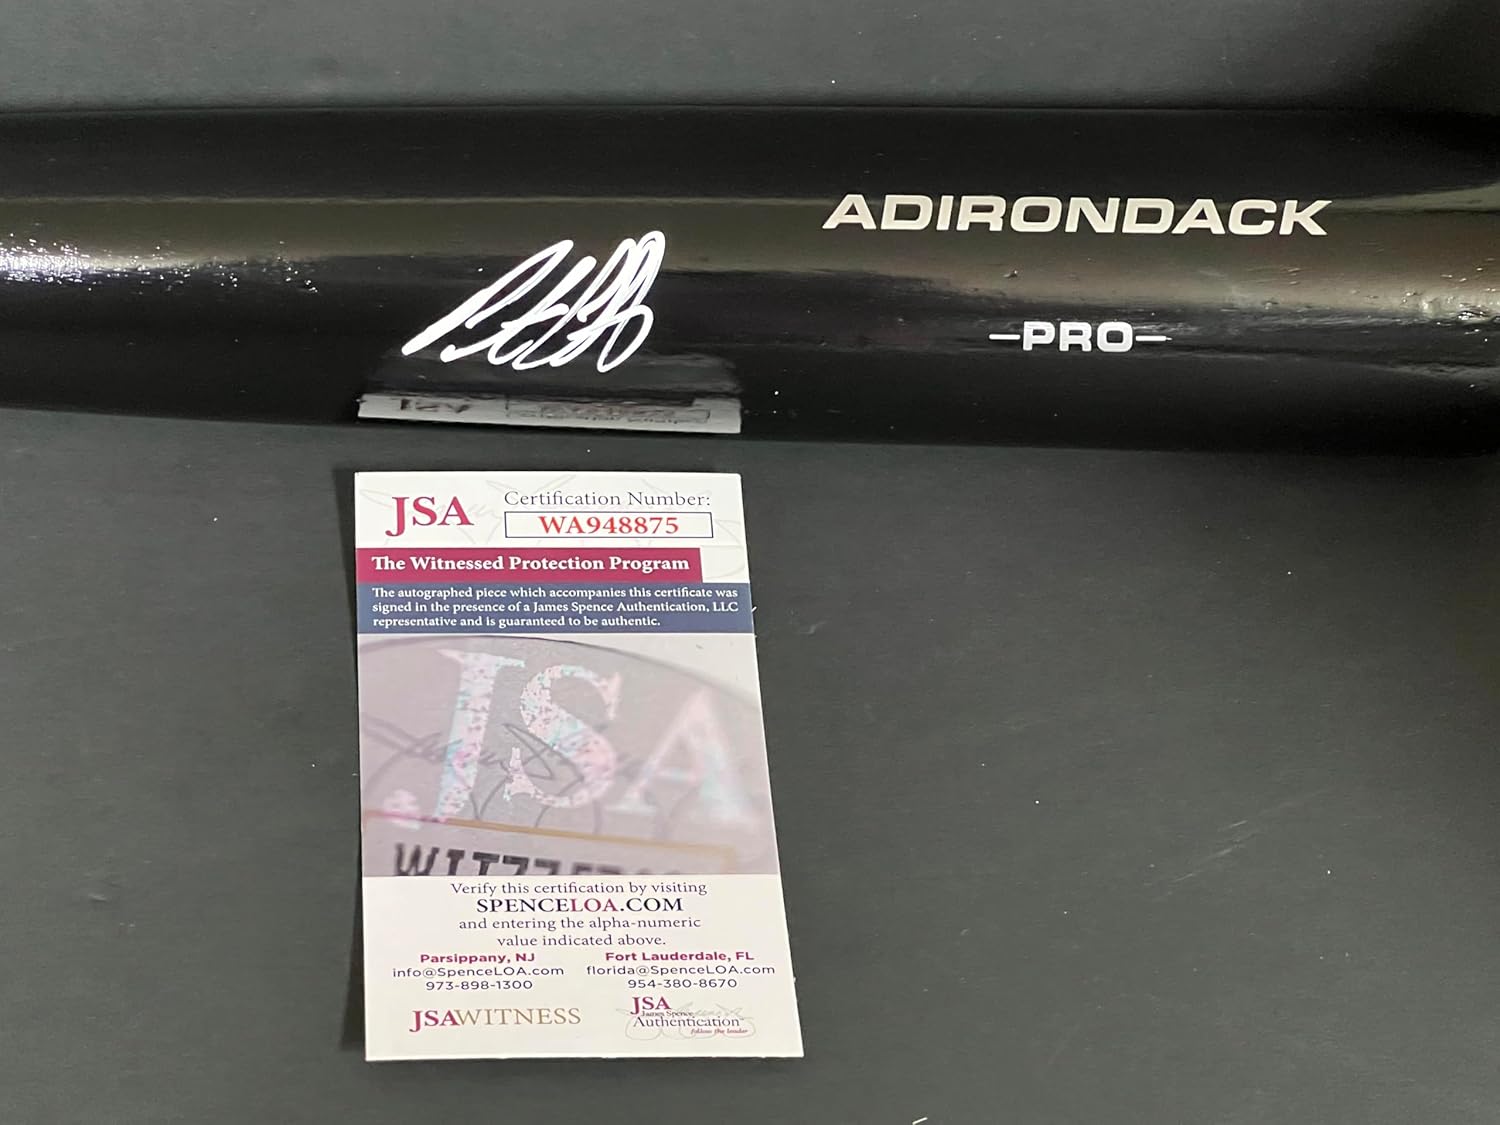 ADIRONDACK
-PRO-
JSA
Certification Number:
WA948875
The Witnessed Protection Program
The autographed piece which accompanies this certificate was
signed in the presence of a James Spence Authentication, LLC
representative and is guaranteed to be authentic.
JSA
Verify this certification by visiting
SPENCELOA.COM
and entering the alpha-numeric
value indicated above.
Parsippany, NJ
info@SpenceLOA.com
973-898-1300
Fort Lauderdale, FL
florida@SpenceLOA.com
954-380-8670
JSAWITNESS
JSA
James Spence
Authentication
follow the leader